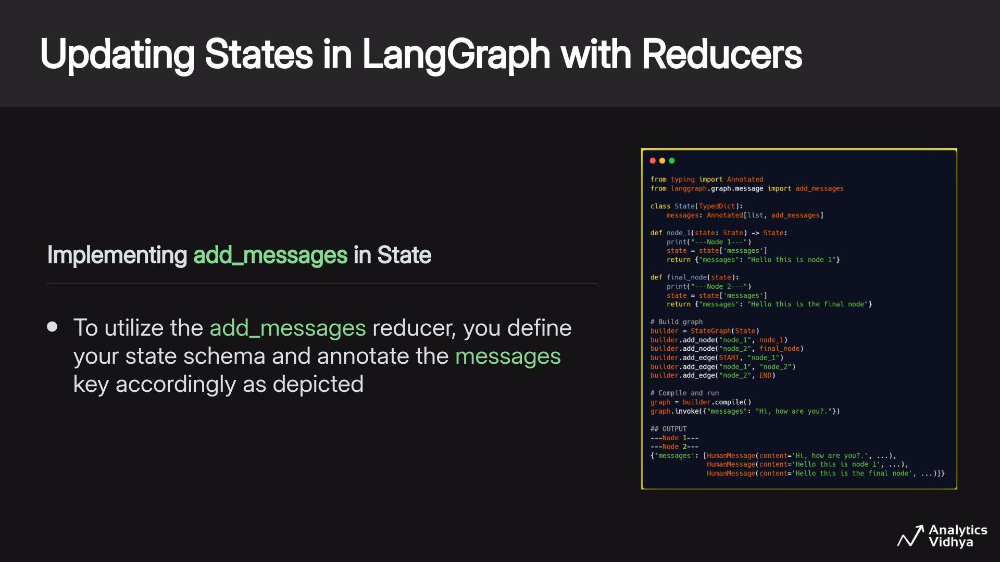 Updating States in LangGraph with Reducers
Implementing add_messages in State
To utilize the add_messages reducer, you define
your state schema and annotate the messages
key accordingly as depicted
from typing import Annotated
from langgraph.graph.message import add_messages
class State(TypedDict):
    messages: Annotated[list, add_messages]
def node_1(state: State) -> State:
    print("---Node 1---")
    state = state['messages']
    return {"messages": "Hello this is node 1"}
def final_node(state):
    print("---Node 2---")
    state = state['messages']
    return {"messages": "Hello this is the final node"}
# Build graph
builder = StateGraph(State)
builder.add_node("node_1", node_1)
builder.add_node("node_2", final_node)
builder.add_edge(START, "node_1")
builder.add_edge("node_1", "node_2")
builder.add_edge("node_2", END)
# Compile and run
graph = builder.compile()
graph.invoke({"messages": "Hi, how are you?."})
## OUTPUT
---Node 1---
---Node 2---
{'messages': [HumanMessage(content='Hi, how are you?.', ...),
              HumanMessage(content='Hello this is node 1', ...),
              HumanMessage(content='Hello this is the final node', ...)]}
Analytics
Vidhya